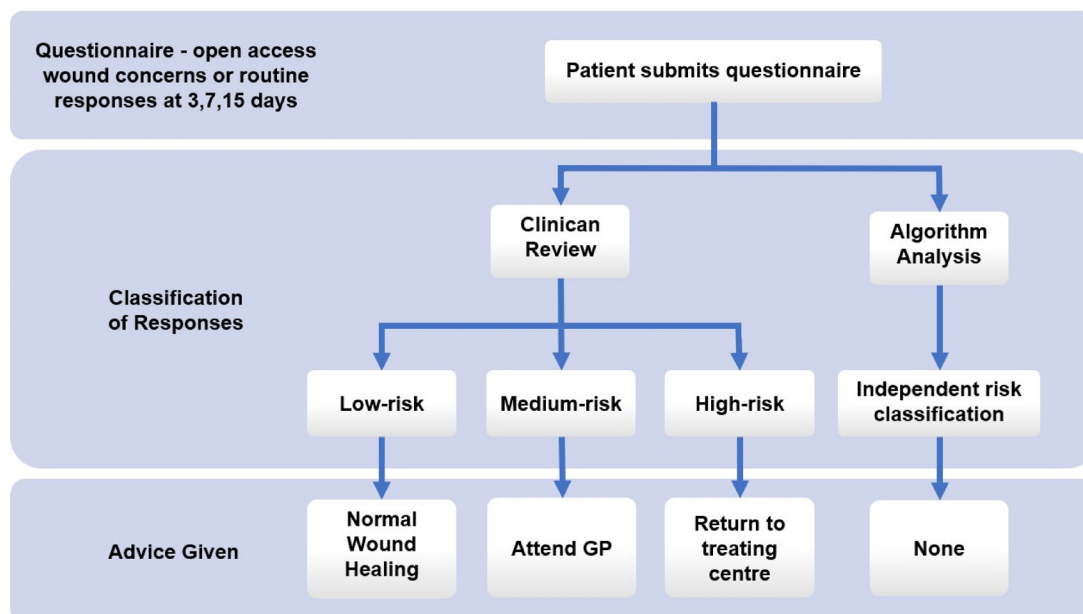 Questionnaire - open access
wound concerns or routine
responses at 3,7,15 days
Patient submits questionnaire
Classification
of Responses
Clinican
Review
Algorithm
Analysis
Low-risk
Medium-risk
High-risk
Independent risk
classification
Advice Given
Normal
Wound
Healing
Attend GP
Return to
treating
centre
None